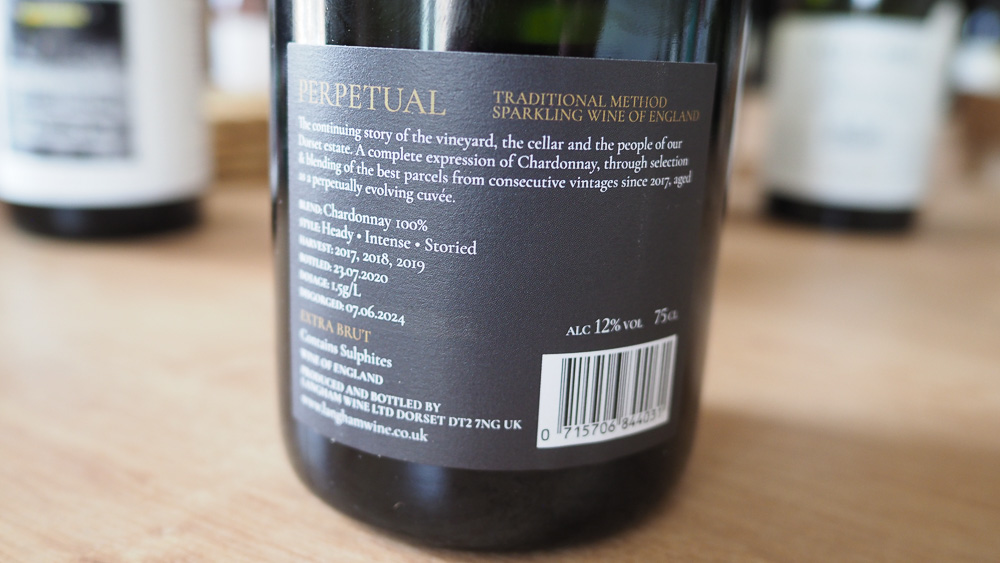 PERPETUAL
TRADITIONAL METHOD
SPARKLING WINE OF ENGLAND
The continuing story of the vineyard, the cellar and the people of our
Dorset estate. A complete expression of Chardonnay, through selection
& blending of the best parcels from consecutive vintages since 2017, aged
as a perpetually evolving cuvée.
BLEND: Chardonnay 100%
STYLE: Heady • Intense • Storied
HARVEST: 2017, 2018, 2019
BOTTLED: 23.07.2020
DOSAGE: 1.5g/L
DISGORGED: 07.06.2024
EXTRA BRUT
Contains Sulphites
WINE OF ENGLAND
PRODUCED AND BOTTLED BY
LANGHAM WINE LTD DORSET DT2 7NG UK
www.langhamwine.co.uk
ALC 12% VOL 75CL
0 715706 84403